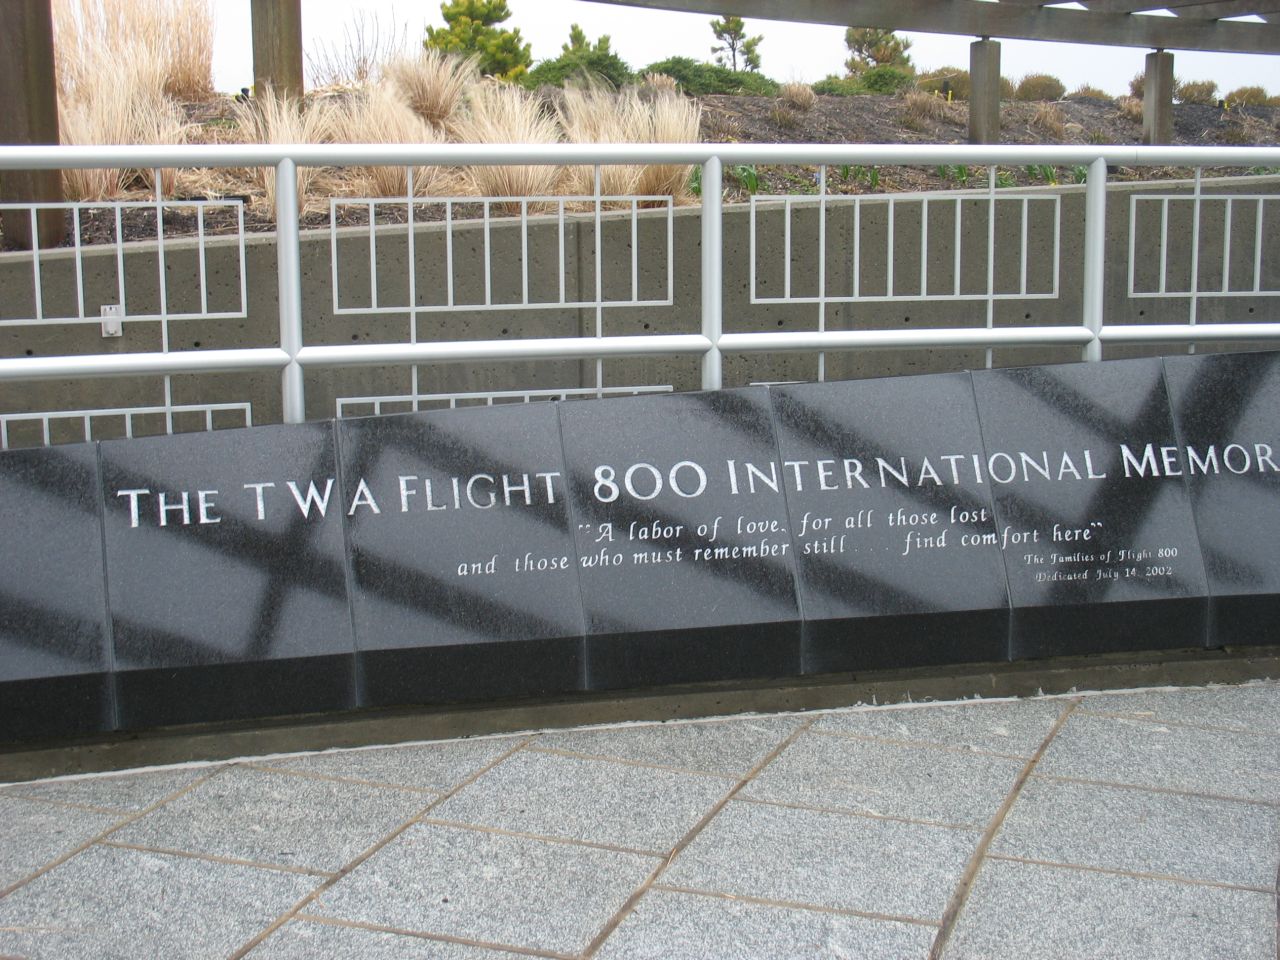 THE TWA FLIGHT 800 INTERNATIONAL MEMOR
"A labor of love, for all those lost
and those who must remember still... find comfort here"
The Families of Flight 800
Dedicated July 14, 2002